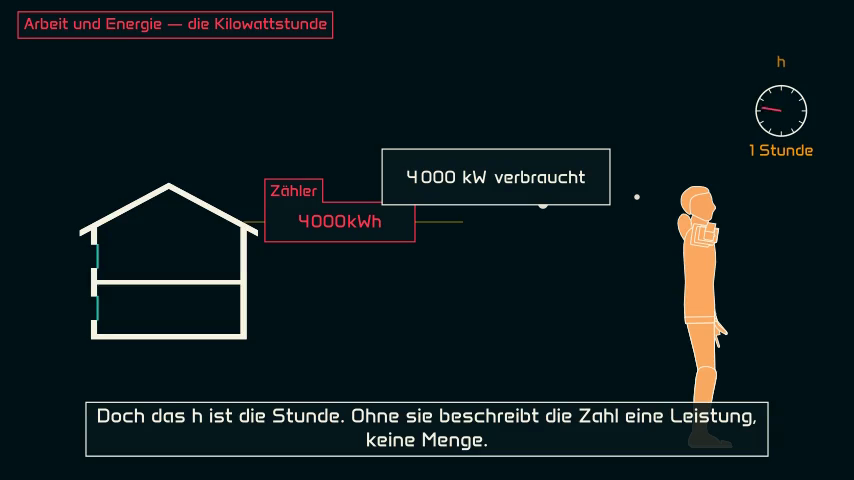 Arbeit und Energie — die Kilowattstunde
h
1 Stunde
4000 kW verbraucht
Zähler
4000kWh
Doch das h ist die Stunde. Ohne sie beschreibt die Zahl eine Leistung,
keine Menge.